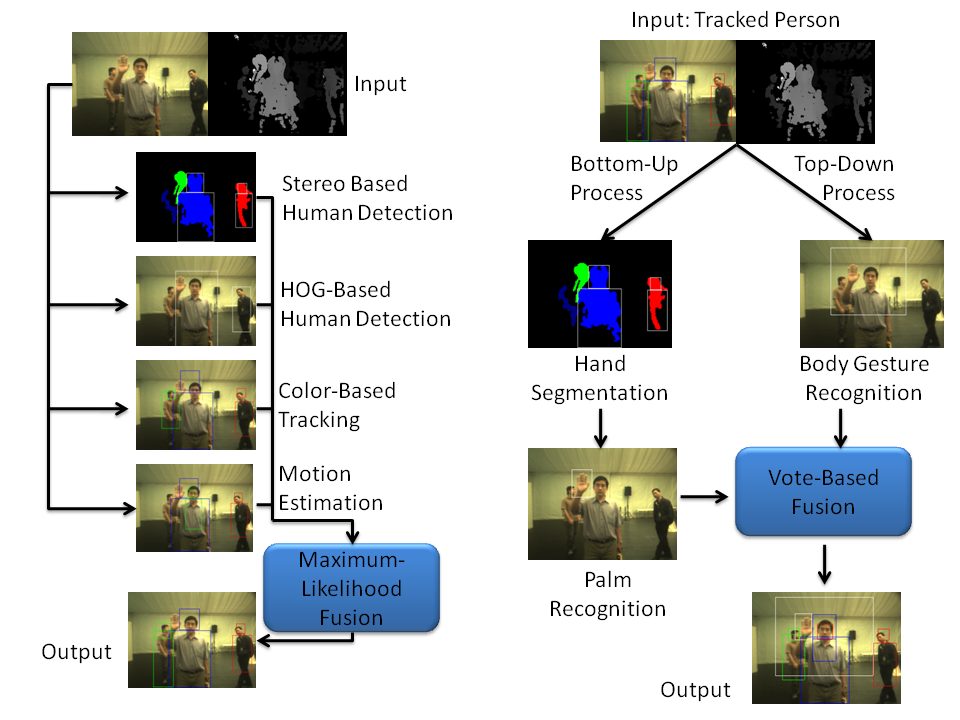 Input
Stereo Based
Human Detection
HOG-Based
Human Detection
Color-Based
Tracking
Motion
Estimation
Maximum-
Likelihood
Fusion
Output
Input: Tracked Person
Bottom-Up
Process
Top-Down
Process
Hand
Segmentation
Body Gesture
Recognition
Vote-Based
Fusion
Palm
Recognition
Output